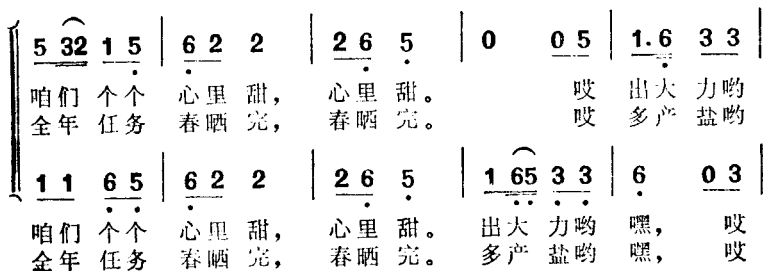 5 32 1 5 | 6 2 2 | 2 6 5 | 0 0 5 | 1. 6 3 3 |
咱们 个个 心里 甜， 心里 甜。 哎 出大 力哟
全年 任务 春晒 完， 春晒 完。 哎 多产 盐哟
1 1 6 5 | 6 2 2 | 2 6 5 | 1 65 3 3 | 6 0 3 |
咱们 个个 心里 甜， 心里 甜。 出大 力哟 嘿， 哎
全年 任务 春晒 完， 春晒 完。 多产 盐哟 嘿， 哎